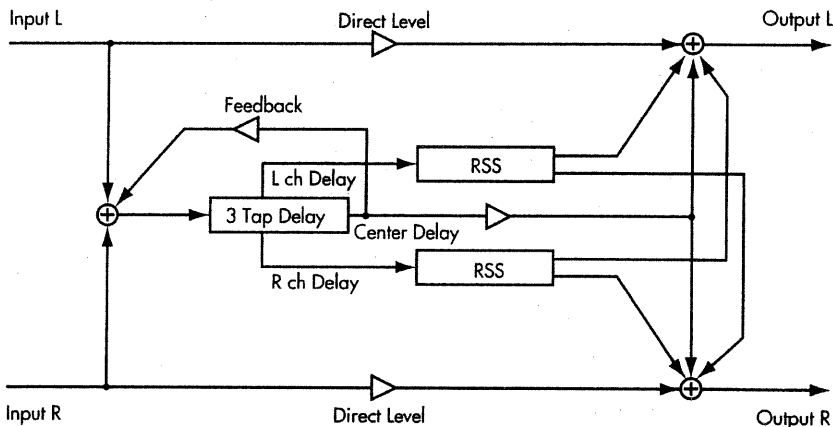 Input L
Direct Level
Output L
Feedback
L ch Delay
RSS
3 Tap Delay
Center Delay
RSS
R ch Delay
Input R
Direct Level
Output R